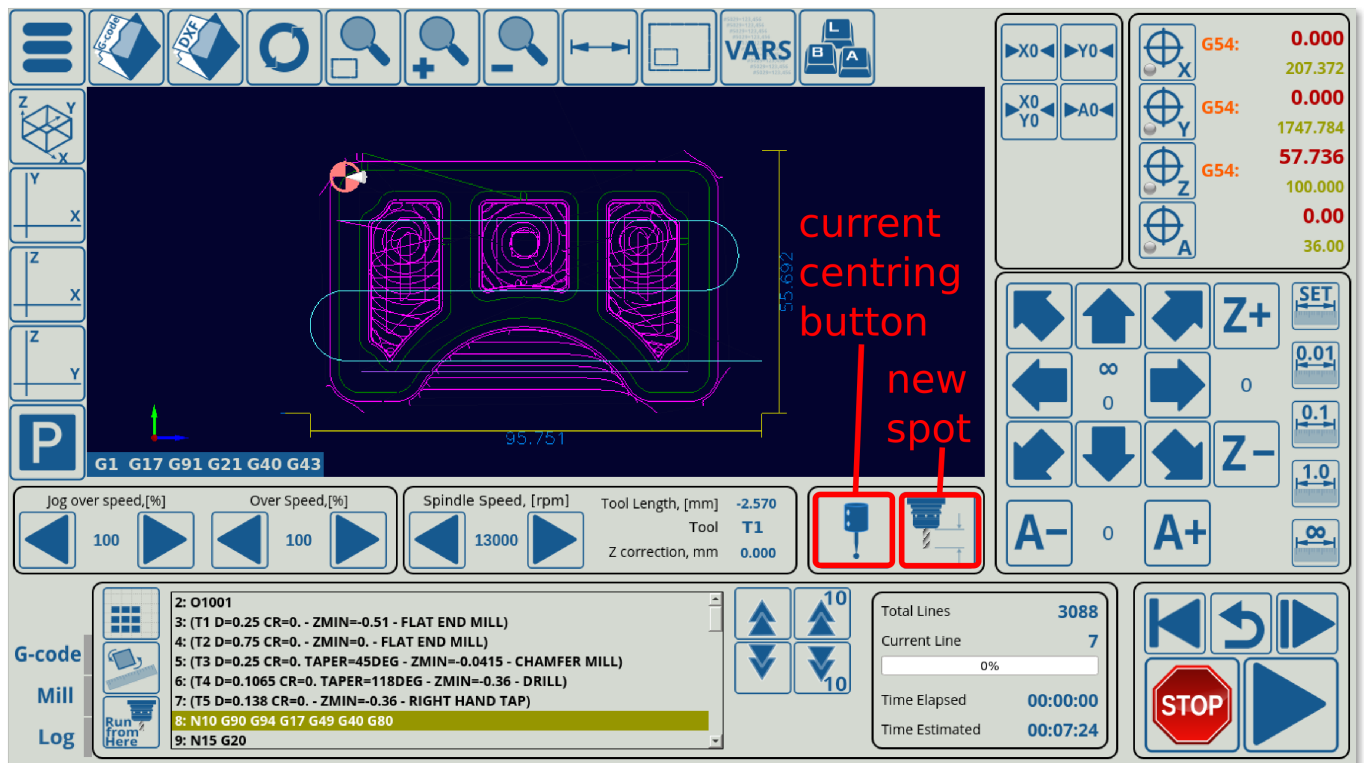 G-code
DXF
VARS
L
B
A
X0
Y0
X0
Y0
A0
X
G54:
0.000
207.372
Y
G54:
0.000
1747.784
Z
G54:
57.736
100.000
A
0.00
36.00
Z
Y
X
Y
X
Z
X
Z
Y
P
55.692
95.751
G1 G17 G91 G21 G40 G43
current
centring
button
new
spot
Z+
SET
0.01
∞
0
0
0.1
Z−
1.0
A−
0
A+
∞
Jog over speed,[%]
100
Over Speed,[%]
100
Spindle Speed, [rpm]
13000
Tool Length, [mm]
-2.570
Tool
T1
Z correction, mm
0.000
G-code
Mill
Log
Run
from
Here
2: O1001
3: (T1 D=0.25 CR=0. - ZMIN=-0.51 - FLAT END MILL)
4: (T2 D=0.75 CR=0. - ZMIN=0. - FLAT END MILL)
5: (T3 D=0.25 CR=0. TAPER=45DEG - ZMIN=-0.0415 - CHAMFER MILL)
6: (T4 D=0.1065 CR=0. TAPER=118DEG - ZMIN=-0.36 - DRILL)
7: (T5 D=0.138 CR=0. - ZMIN=-0.36 - RIGHT HAND TAP)
8: N10 G90 G94 G17 G49 G40 G80
9: N15 G20
10
10
Total Lines
3088
Current Line
7
0%
Time Elapsed
00:00:00
Time Estimated
00:07:24
STOP